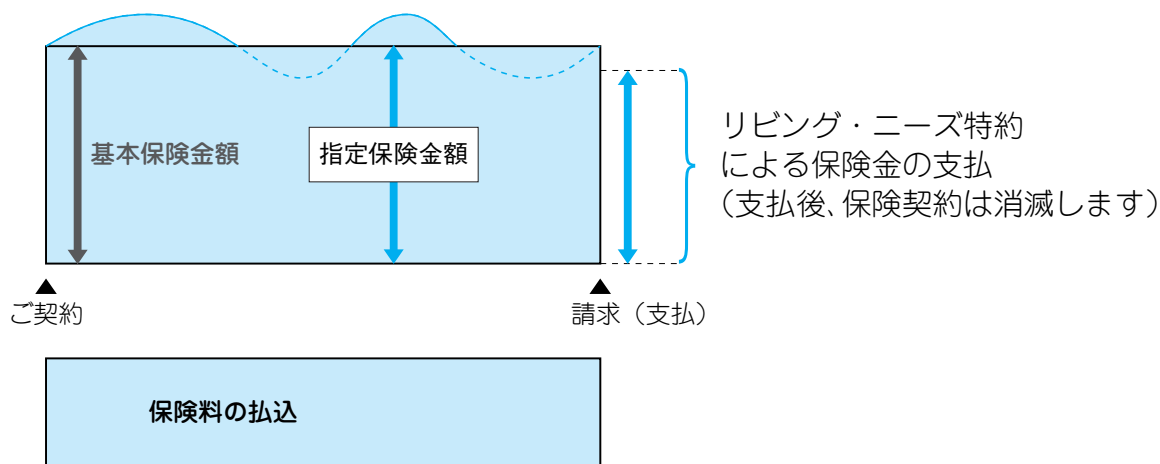 基本保険金額
指定保険金額
リビング・ニーズ特約
による保険金の支払
(支払後、保険契約は消滅します)
▲
ご契約
▲
請求(支払)
保険料の払込